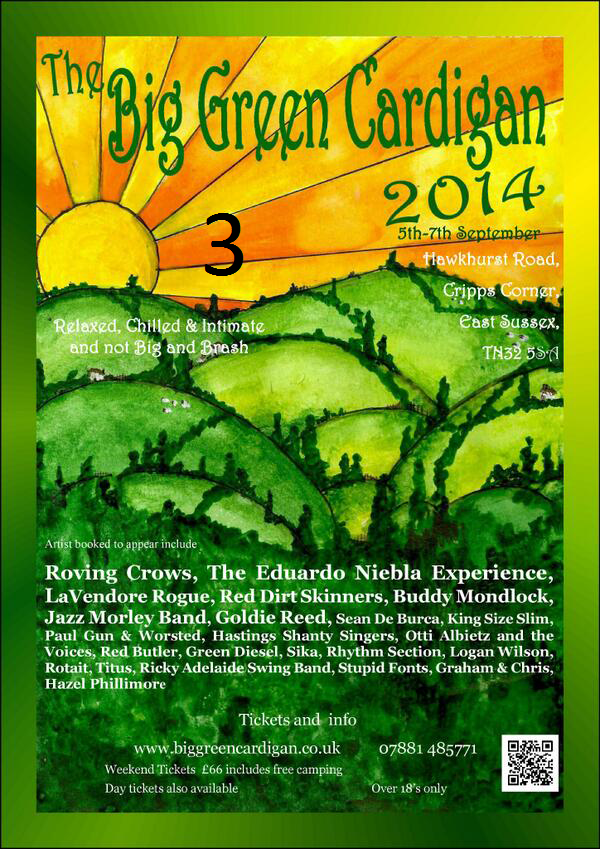 The Big Green Cardigan
2014
5th-7th September
3
Hawkhurst Road,
Cripps Corner,
East Sussex,
TN32 5SA
Relaxed, Chilled & Intimate
and not Big and Brash
Artist booked to appear include
Roving Crows, The Eduardo Niebla Experience,
LaVendore Rogue, Red Dirt Skinners, Buddy Mondlock,
Jazz Morley Band, Goldie Reed, Sean De Burca, King Size Slim,
Paul Gun & Worsted, Hastings Shanty Singers, Otti Albietz and the
Voices, Red Butler, Green Diesel, Sika, Rhythm Section, Logan Wilson,
Rotait, Titus, Ricky Adelaide Swing Band, Stupid Fonts, Graham & Chris,
Hazel Phillimore
Tickets and info
www.biggreencardigan.co.uk 07881 485771
Weekend Tickets £66 includes free camping
Day tickets also available Over 18's only